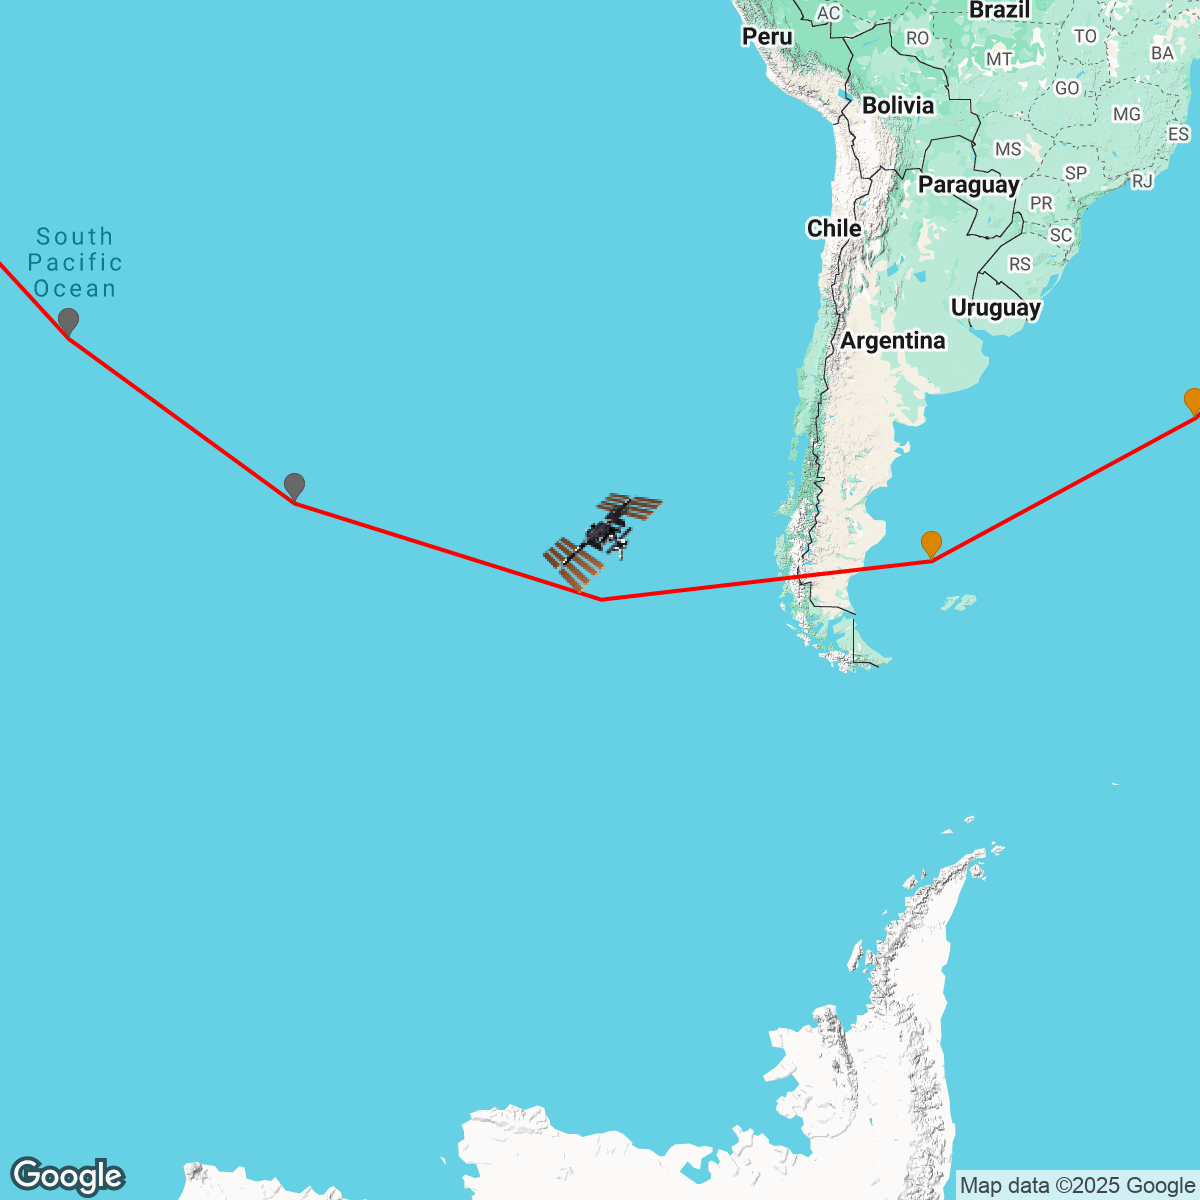 Brazil
AC
Peru
RO
TO
MT
BA
GO
Bolivia
MG
ES
MS
SP
Paraguay
RJ
PR
Chile
SC
South
Pacific
Ocean
RS
Uruguay
Argentina
Google
Map data ©2025 Google